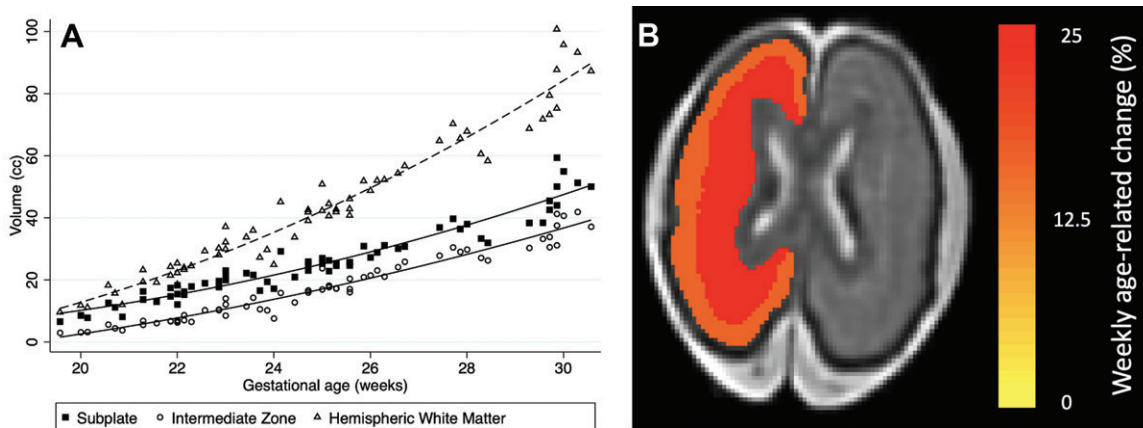 A
100
80
60
40
20
0
Volume (cc)
20 22 24 26 28 30
Gestational age (weeks)
■ Subplate ○ Intermediate Zone △ Hemispheric White Matter
B
25
12.5
0
Weekly age-related change (%)